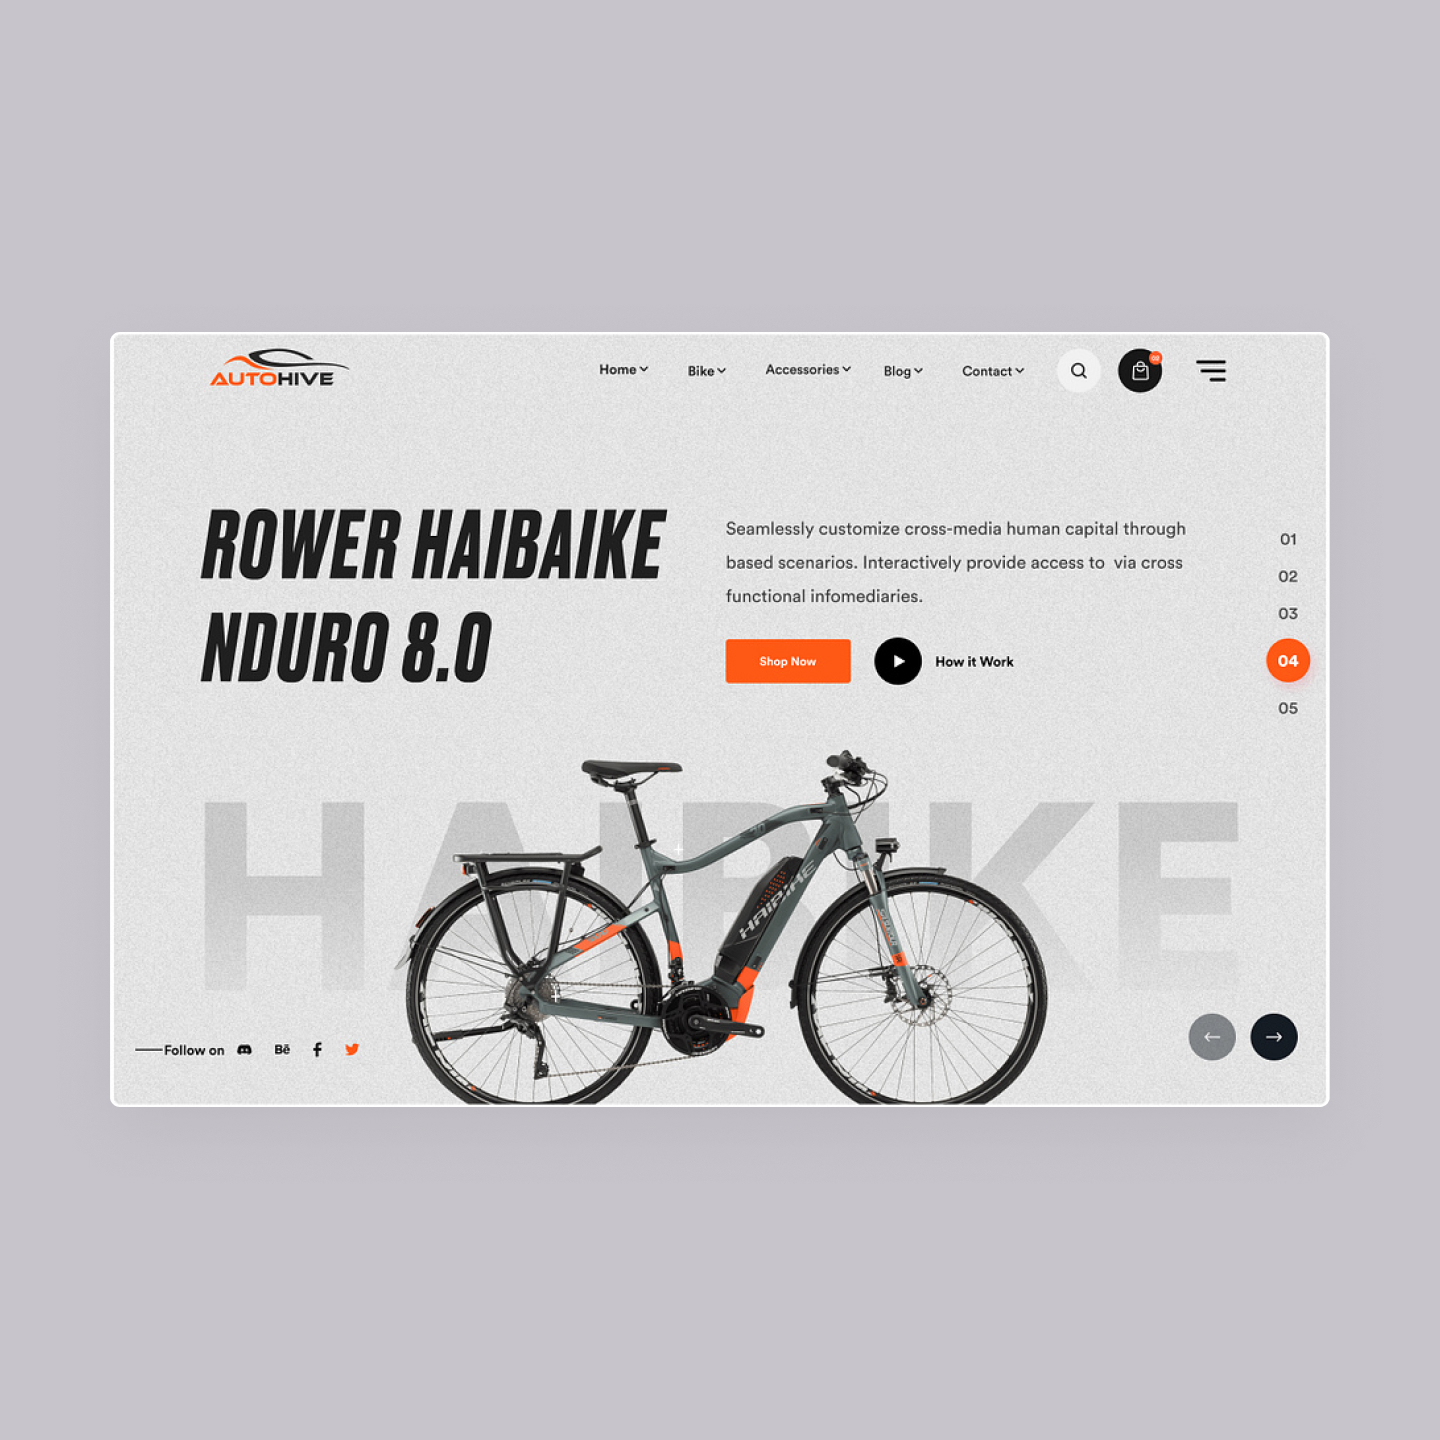 AUTOHIVE
Home
Bike
Accessories
Blog
Contact
02
ROWER HAIBAIKE
NDURO 8.0
Seamlessly customize cross-media human capital through
based scenarios. Interactively provide access to via cross
functional infomediaries.
Shop Now
How it Work
01
02
03
04
05
HAIBIKE
HAIBIKE
Follow on
Bē